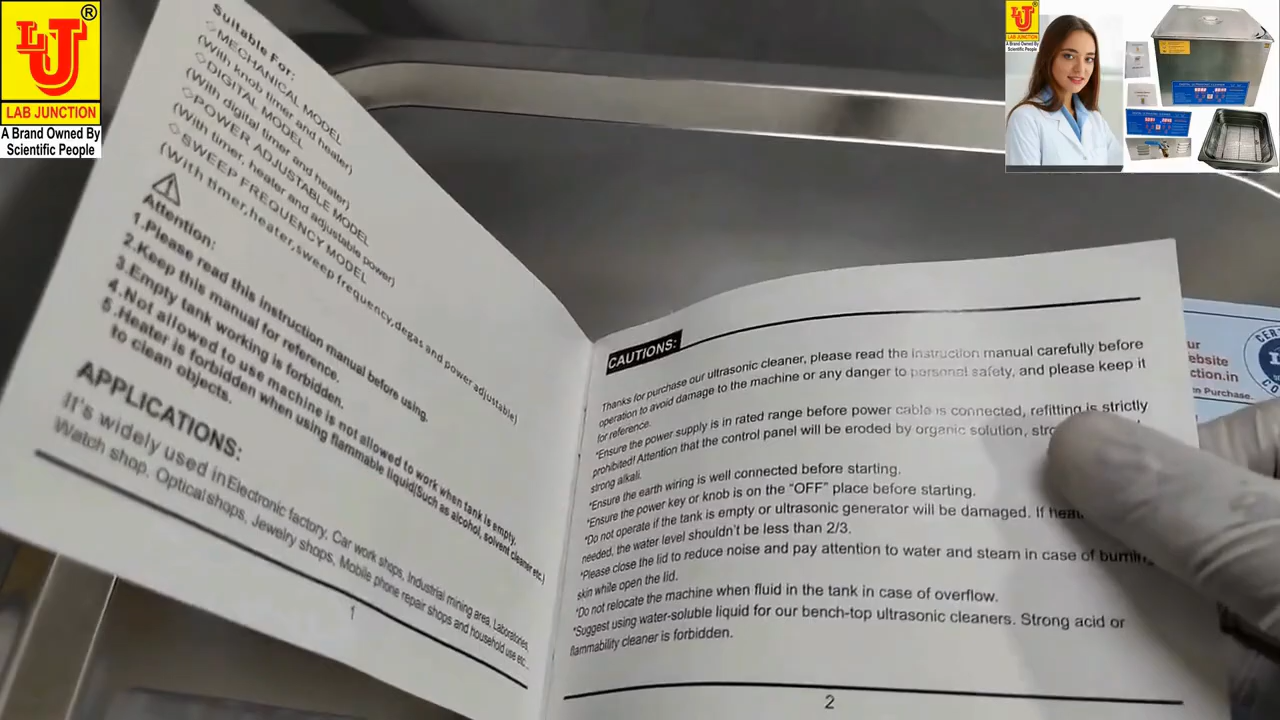 LJ
®
LAB JUNCTION
A Brand Owned By
Scientific People
LJ
LAB JUNCTION
A Brand Owned By
Scientific People
Suitable For:
◇MECHANICAL MODEL
(With knob timer and heater)
◇DIGITAL MODEL
(With digital timer and heater)
◇POWER ADJUSTABLE MODEL
(With timer, heater and adjustable power)
◇SWEEP FREQUENCY MODEL
(With timer,heater,sweep frequency,degas and power adjustable)
Attention:
1.Please read this instruction manual before using.
2.Keep this manual for reference.
3.Empty tank working is forbidden.
4.Not allowed to use machine is not allowed to work when tank is empty.
5.Heater is forbidden when using flammable liquid(Such as alcohol, solvent cleaner etc.)
to clean objects.
APPLICATIONS:
It's widely used in Electronic factory, Car work shops, Industrial mining area, Laboratories,
Watch shop. Optical shops, Jewelry shops, Mobile phone repair shops and household use etc..
1
CAUTIONS:
Thanks for purchase our ultrasonic cleaner, please read the instruction manual carefully before
operation to avoid damage to the machine or any danger to personal safety, and please keep it
for reference.
*Ensure the power supply is in rated range before power cable is connected, refitting is strictly
prohibited! Attention that the control panel will be eroded by organic solution,
strong alkali.
*Ensure the earth wiring is well connected before starting.
*Ensure the power key or knob is on the “OFF” place before starting.
*Do not operate if the tank is empty or ultrasonic generator will be damaged. If
needed, the water level shouldn't be less than 2/3.
*Please close the lid to reduce noise and pay attention to water and steam in case of burning
skin while open the lid.
*Do not relocate the machine when fluid in the tank in case of overflow.
*Suggest using water-soluble liquid for our bench-top ultrasonic cleaners. Strong acid or
flammability cleaner is forbidden.
2